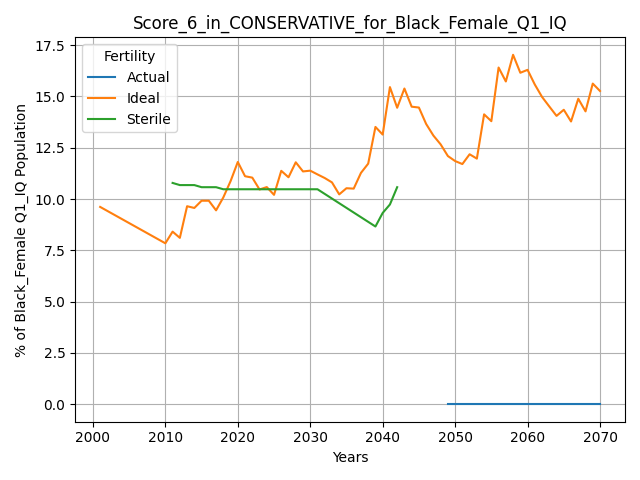 Score_6_in_CONSERVATIVE_for_Black_Female_Q1_IQ
Fertility
Actual
Ideal
Sterile
% of Black_Female Q1_IQ Population
17.5
15.0
12.5
10.0
7.5
5.0
2.5
0.0
2000 2010 2020 2030 2040 2050 2060 2070
Years